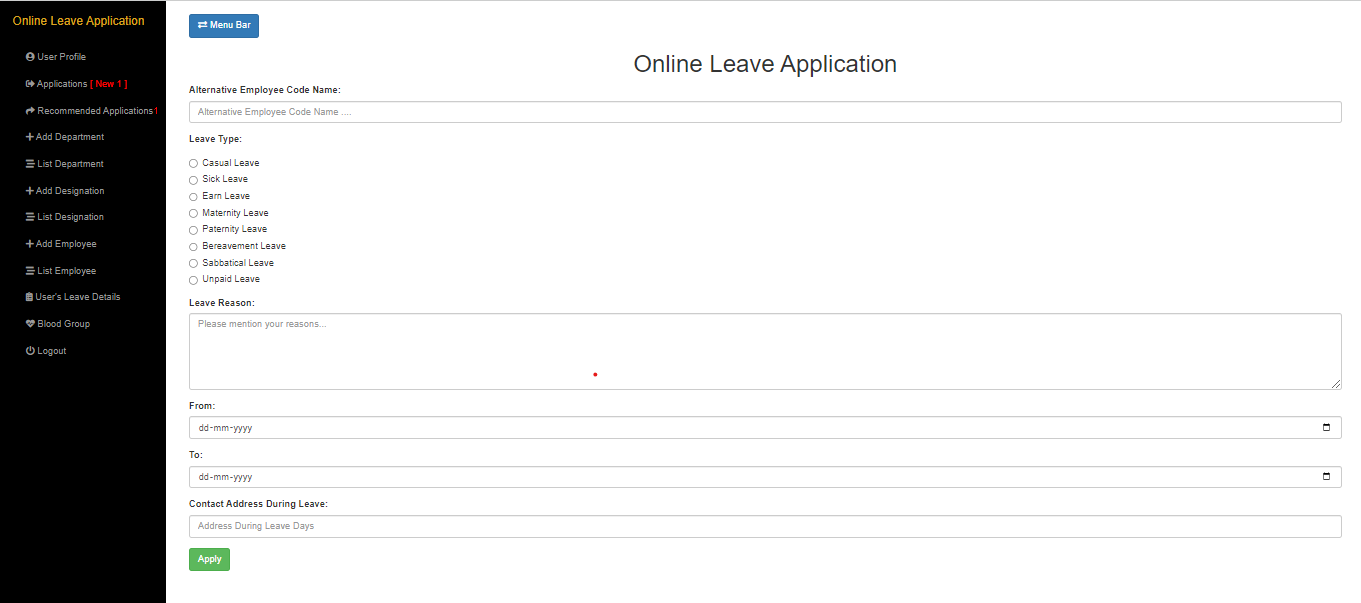 Online Leave Application
User Profile
Applications [ New 1 ]
Recommended Applications1
Add Department
List Department
Add Designation
List Designation
Add Employee
List Employee
User's Leave Details
Blood Group
Logout
Menu Bar
Online Leave Application
Alternative Employee Code Name:
Alternative Employee Code Name ....
Leave Type:
Casual Leave
Sick Leave
Earn Leave
Maternity Leave
Paternity Leave
Bereavement Leave
Sabbatical Leave
Unpaid Leave
Leave Reason:
Please mention your reasons...
From:
dd-mm-yyyy
To:
dd-mm-yyyy
Contact Address During Leave:
Address During Leave Days
Apply